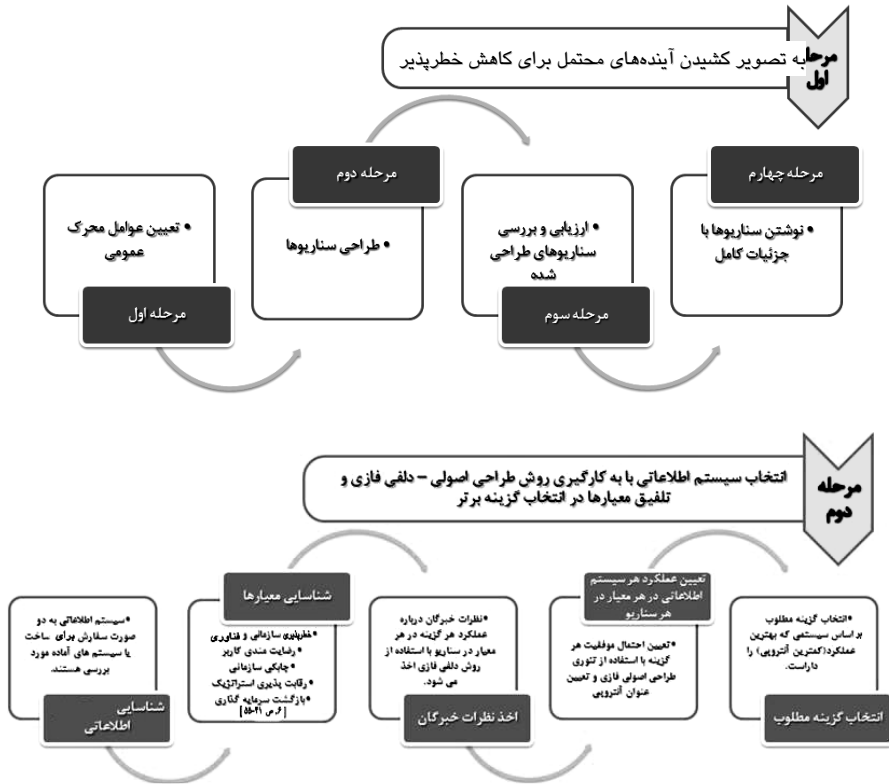 مرحله
اول
به تصویر کشیدن آینده‌های محتمل برای کاهش خطرپذیر
• تعیین عوامل محرک
عمومی
مرحله اول
مرحله دوم
• طراحی سناریوها
• ارزیابی و بررسی
سناریوهای طراحی
شده
مرحله سوم
مرحله چهارم
• نوشتن سناریوها با
جزئیات کامل
مرحله
دوم
انتخاب سیستم اطلاعاتی با به کارگیری روش طراحی اصولی – دلفی فازی و
تلفیق معیارها در انتخاب گزینه برتر
•سیستم اطلاعاتی به دو
صورت سفارش برای ساخت
یا سیستم های آماده مورد
بررسی هستند.
شناسایی
اطلاعاتی
شناسایی معیارها
•خطرپذیری سازمانی و فناوری
•رضایت مندی کاربر
•چابکی سازمانی
•رقابت پذیری استراتژیک
•بازگشت سرمایه گذاری
•نظرات خبرگان درباره
عملکرد هر گزینه در هر
معیار در سناریو با استفاده از
روش دلفی فازی اخذ
می شود.
اخذ نظرات خبرگان
تعیین عملکرد هر سیستم
اطلاعاتی در هر معیار در
هر سناریو
•تعیین احتمال موفقیت هر
گزینه با استفاده از تئوری
طراحی اصولی فازی و تعیین
عنوان آنتروپی
•انتخاب گزینه مطلوب
بر اساس سیستمی که بهترین
عملکرد(کمترین آنتروپی) را
داراست.
انتخاب گزینه مطلوب